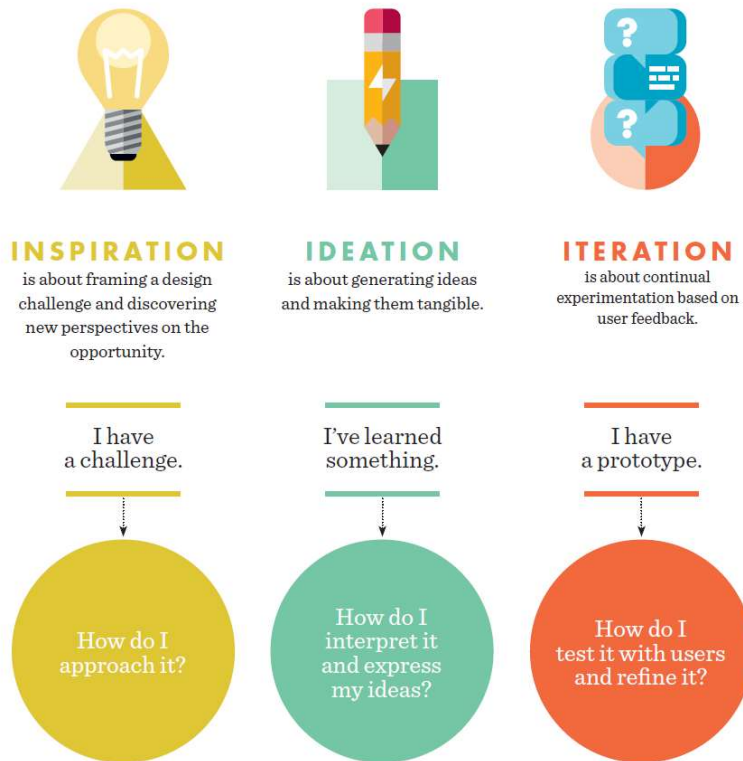 ?
?
INSPIRATION
is about framing a design
challenge and discovering
new perspectives on the
opportunity.
I have
a challenge.
How do I
approach it?
IDEATION
is about generating ideas
and making them tangible.
I've learned
something.
How do I
interpret it
and express
my ideas?
ITERATION
is about continual
experimentation based on
user feedback.
I have
a prototype.
How do I
test it with users
and refine it?